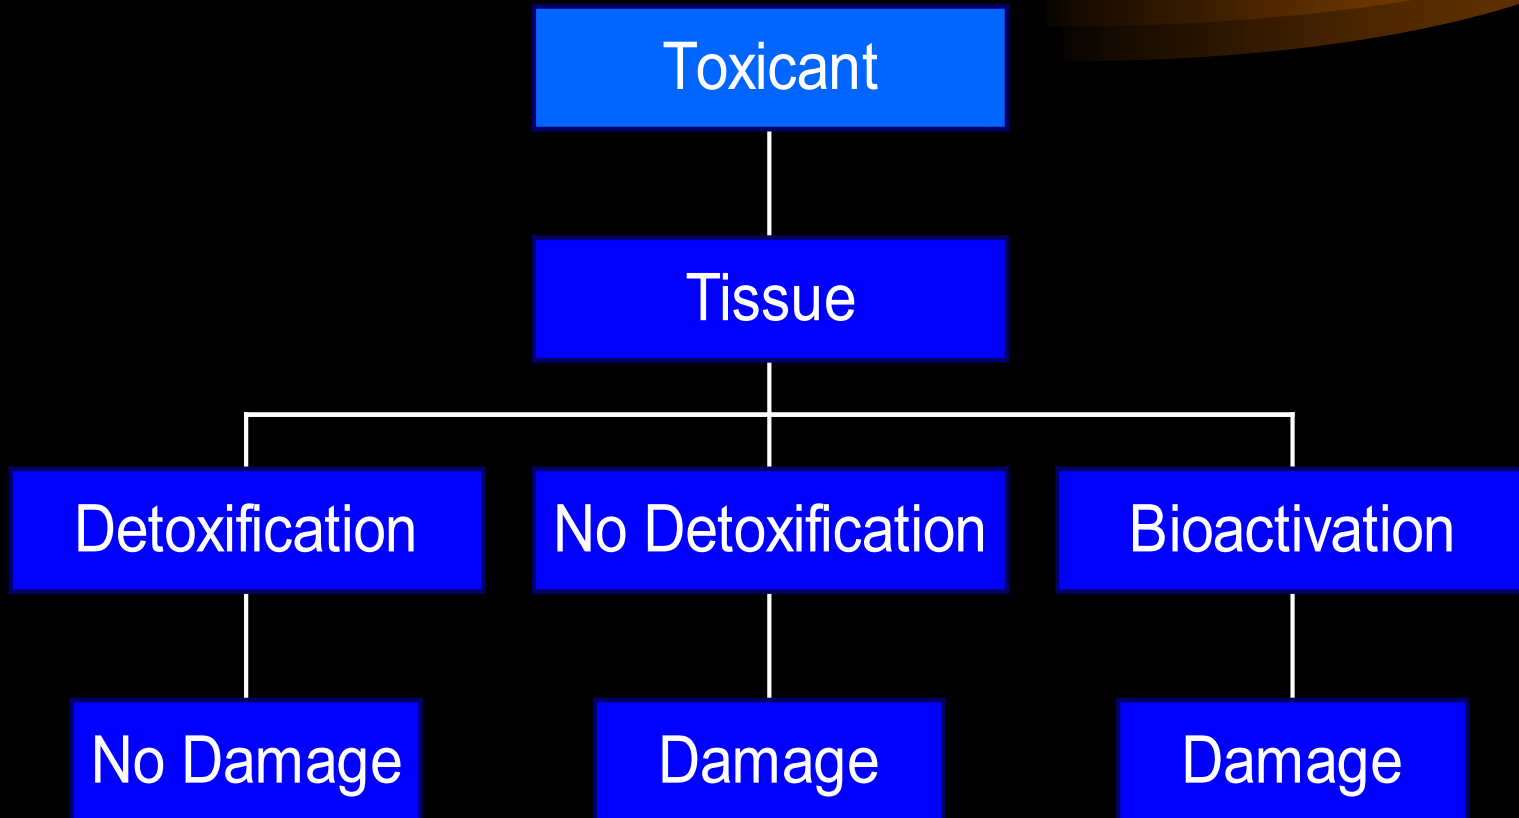 Toxicant
Tissue
Detoxification
No Detoxification
Bioactivation
No Damage
Damage
Damage